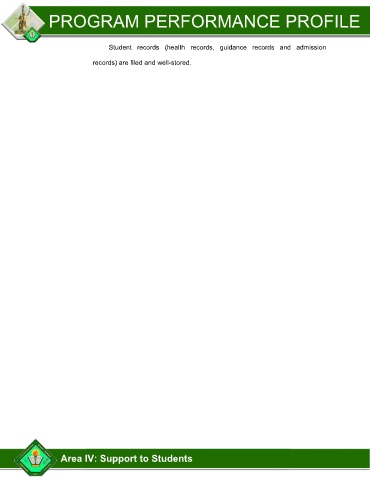 PROGRAM PERFORMANCE PROFILE
Student records (health records, guidance records and admission
records) are filed and well-stored.
Area IV: Support to Students